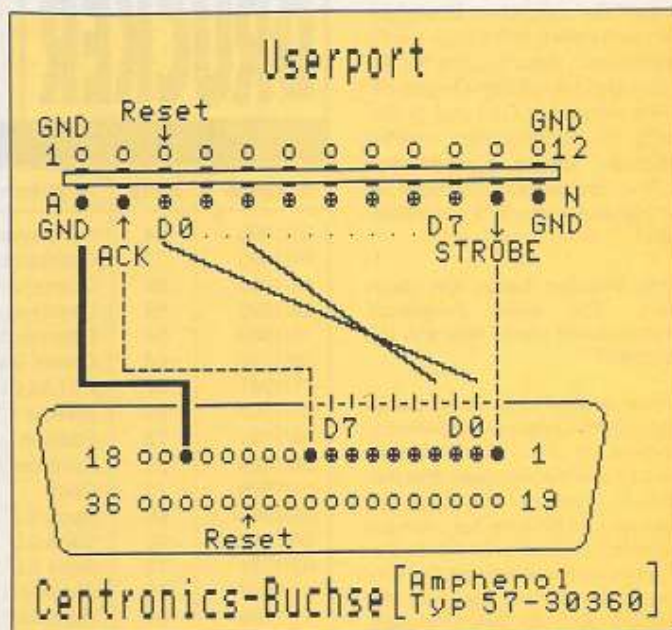 Userport
Reset
GND GND
1 12
A N
GND D0 D7 GND
ACK STROBE
D7 D0
18 1
36 19
Reset
Centronics-Buchse [Amphenol
Typ 57-30360]